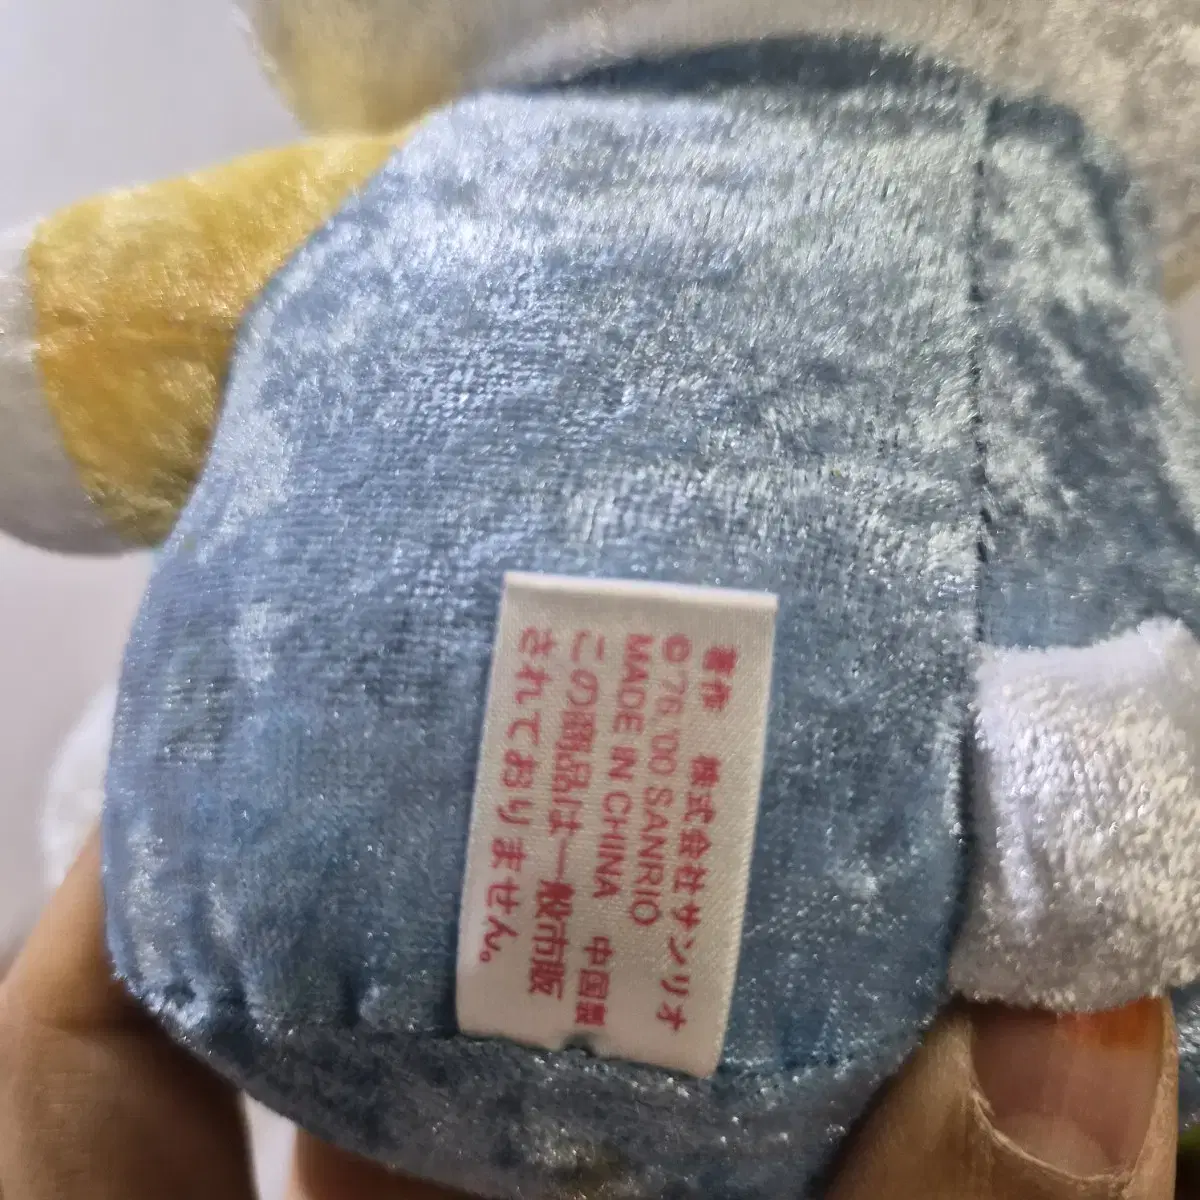 著作 株式会社サンリオ
©'76,'00 SANRIO
MADE IN CHINA 中国製
この商品は一般市販
されておりません。